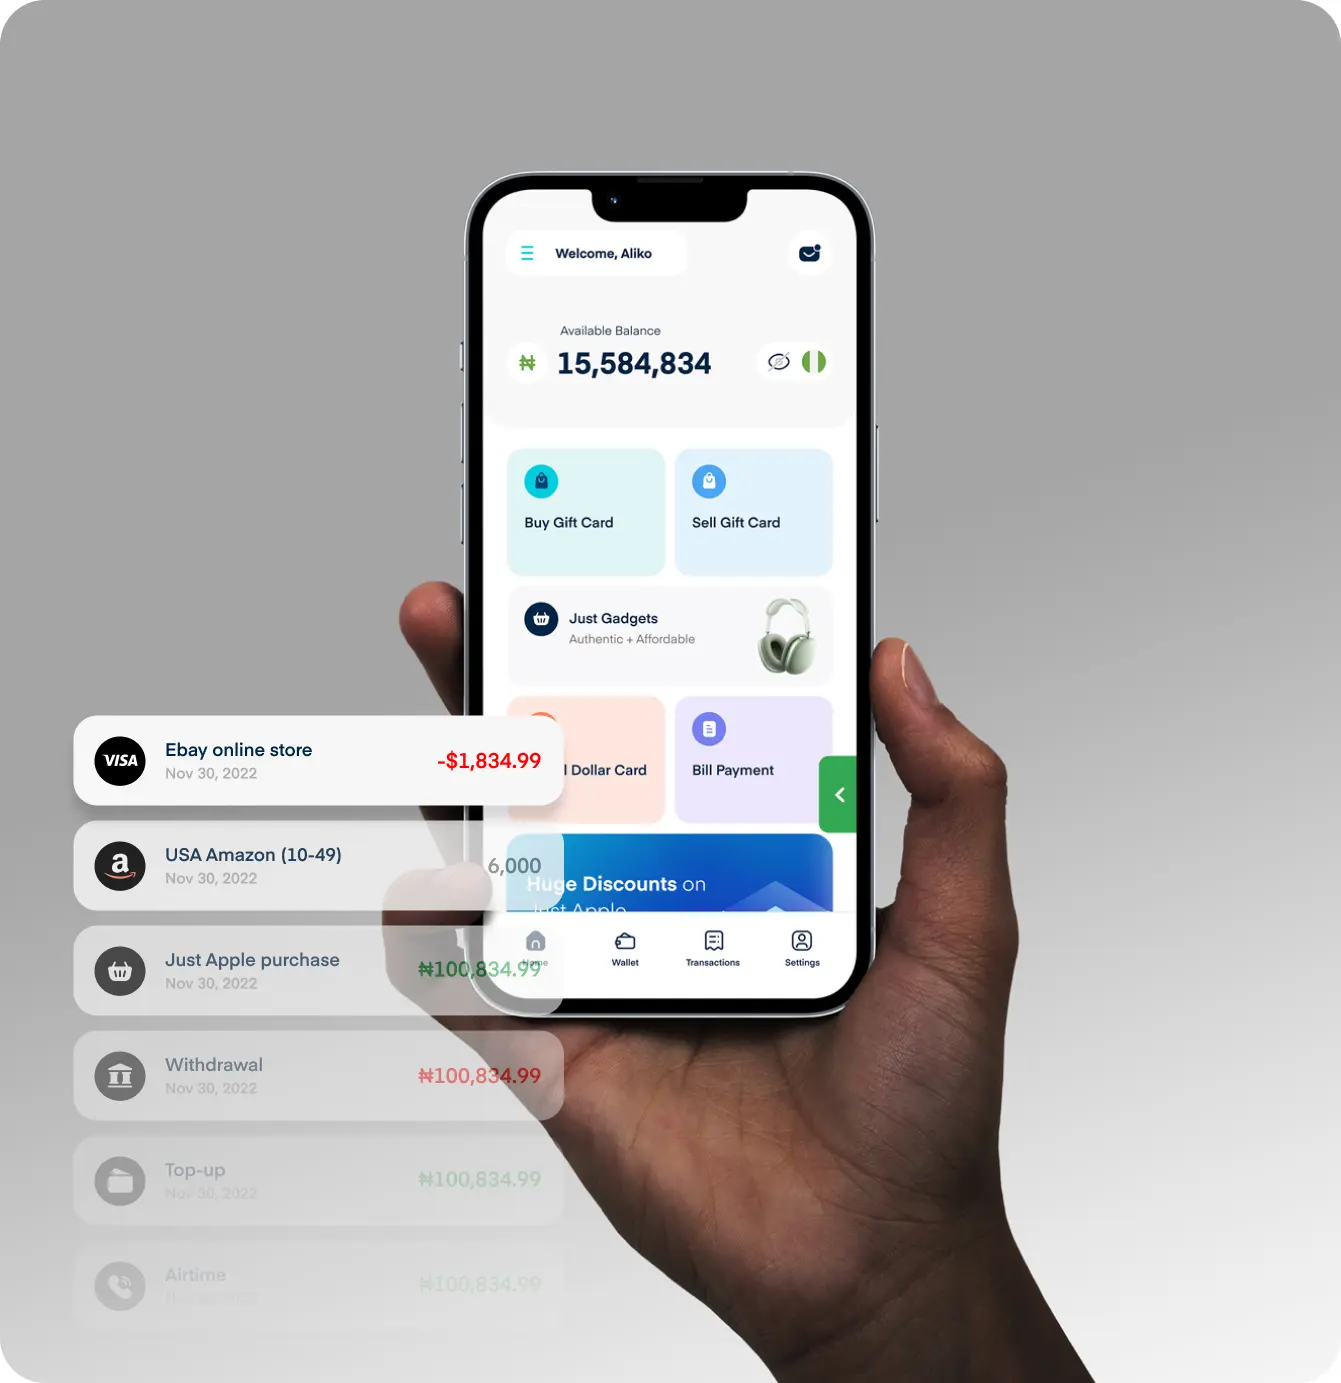 Welcome, Aliko
Available Balance
₦ 15,584,834
Buy Gift Card
Sell Gift Card
Just Gadgets
Authentic + Affordable
l Dollar Card
Bill Payment
VISA
Ebay online store
-$1,834.99
Nov 30, 2022
a
USA Amazon (10-49)
6,000
Nov 30, 2022
Huge Discounts on
Just Apple
Home
Wallet
Transactions
Settings
Just Apple purchase
₦100,834.99
Nov 30, 2022
Withdrawal
₦100,834.99
Nov 30, 2022
Top-up
₦100,834.99
Nov 30, 2022
Airtime
₦100,834.99